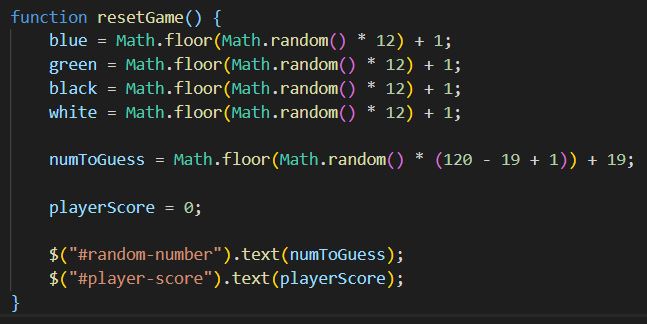 function resetGame() {
    blue = Math.floor(Math.random() * 12) + 1;
    green = Math.floor(Math.random() * 12) + 1;
    black = Math.floor(Math.random() * 12) + 1;
    white = Math.floor(Math.random() * 12) + 1;

    numToGuess = Math.floor(Math.random() * (120 - 19 + 1)) + 19;

    playerScore = 0;

    $("#random-number").text(numToGuess);
    $("#player-score").text(playerScore);
}